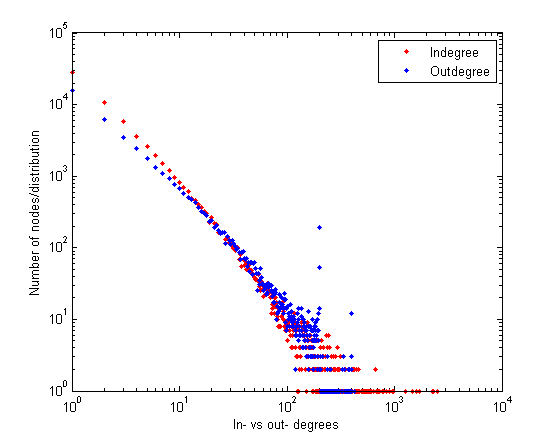 10^5
10^4
10^3
10^2
10^1
10^0
Number of nodes/distribution
Indegree
Outdegree
10^0 10^1 10^2 10^3 10^4
In- vs out- degrees